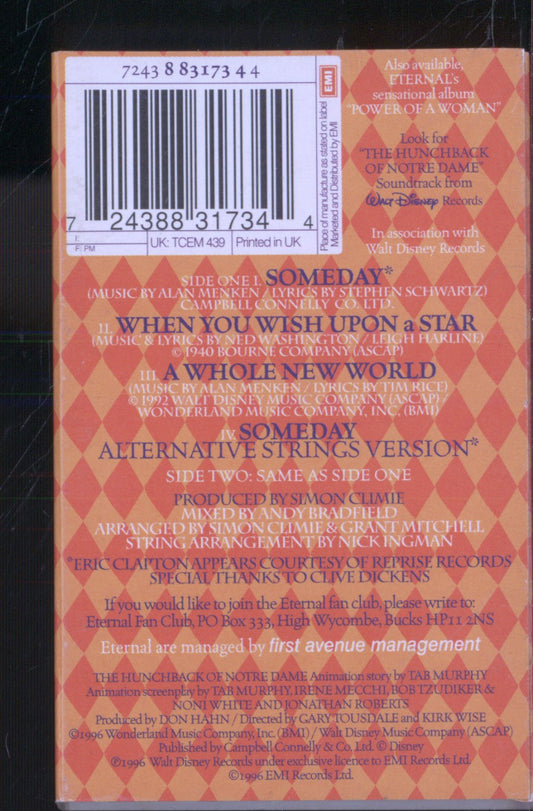 7243 8 83173 4 4
7 24388 31734 4
I:
F: PM
UK: TCEM 439
Printed in UK
EMI
Place of manufacture as stated on label
Marketed and Distributed by EMI
Also available,
ETERNAL's
sensational album
"POWER OF A WOMAN"
Look for
"THE HUNCHBACK
OF NOTRE DAME"
Soundtrack from
Walt Disney Records
In association with
Walt Disney Records
SIDE ONE I. SOMEDAY*
(MUSIC BY ALAN MENKEN / LYRICS BY STEPHEN SCHWARTZ)
CAMPBELL CONNELLY CO. LTD.
II. WHEN YOU WISH UPON a STAR
(MUSIC & LYRICS BY NED WASHINGTON / LEIGH HARLINE)
© 1940 BOURNE COMPANY (ASCAP)
III. A WHOLE NEW WORLD
(MUSIC BY ALAN MENKEN / LYRICS BY TIM RICE)
© 1992 WALT DISNEY MUSIC COMPANY (ASCAP) /
WONDERLAND MUSIC COMPANY, INC. (BMI)
IV. SOMEDAY
ALTERNATIVE STRINGS VERSION*
SIDE TWO: SAME AS SIDE ONE
PRODUCED BY SIMON CLIMIE
MIXED BY ANDY BRADFIELD
ARRANGED BY SIMON CLIMIE & GRANT MITCHELL
STRING ARRANGEMENT BY NICK INGMAN
*ERIC CLAPTON APPEARS COURTESY OF REPRISE RECORDS
SPECIAL THANKS TO CLIVE DICKENS
If you would like to join the Eternal fan club, please write to:
Eternal Fan Club, PO Box 333, High Wycombe, Bucks HP11 2NS
Eternal are managed by first avenue management
THE HUNCHBACK OF NOTRE DAME Animation story by TAB MURPHY
Animation screenplay by TAB MURPHY, IRENE MECCHI, BOB TZUDIKER &
NONI WHITE AND JONATHAN ROBERTS
Produced by DON HAHN / Directed by GARY TOUSDALE and KIRK WISE
©1996 Wonderland Music Company, Inc. (BMI) / Walt Disney Music Company (ASCAP)
Published by Campbell Connelly & Co. Ltd. © Disney
℗1996 Walt Disney Records under exclusive licence to EMI Records Ltd.
©1996 EMI Records Ltd.